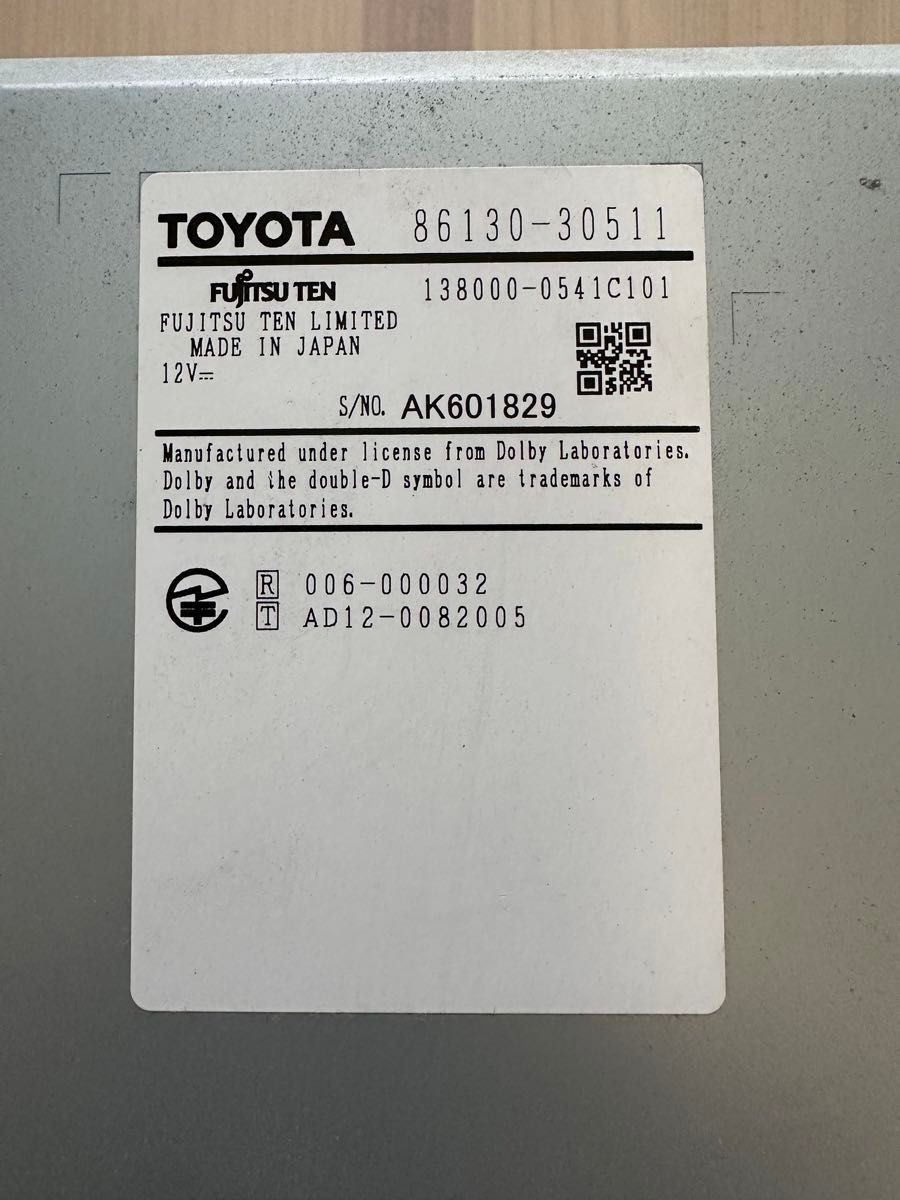 TOYOTA 86130-30511
FUJITSU TEN 138000-0541C101
FUJITSU TEN LIMITED
MADE IN JAPAN
12V⎓
S/NO. AK601829
Manufactured under license from Dolby Laboratories.
Dolby and the double-D symbol are trademarks of
Dolby Laboratories.
R 006-000032
T AD12-0082005